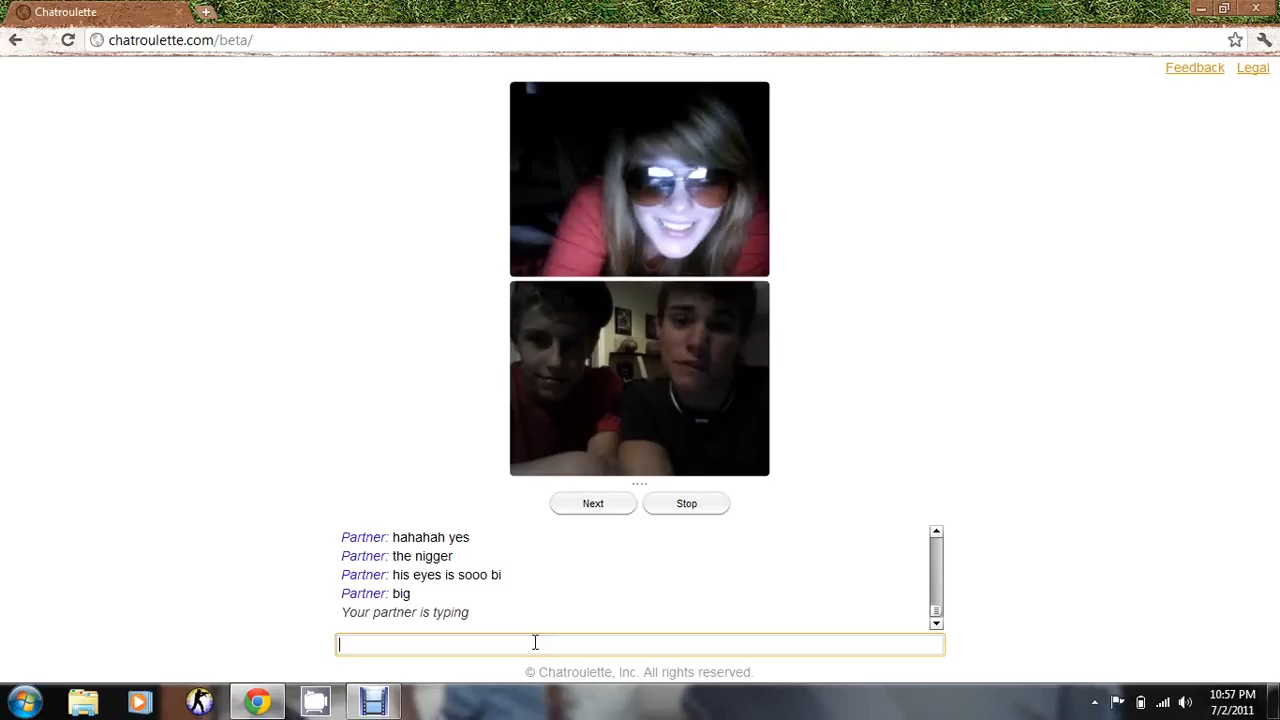 Chatroulette
chatroulette.com/beta/
Feedback Legal
Next Stop
Partner: hahahah yes
Partner: the nigger
Partner: his eyes is sooo bi
Partner: big
Your partner is typing
© Chatroulette, Inc. All rights reserved.
10:57 PM
7/2/2011